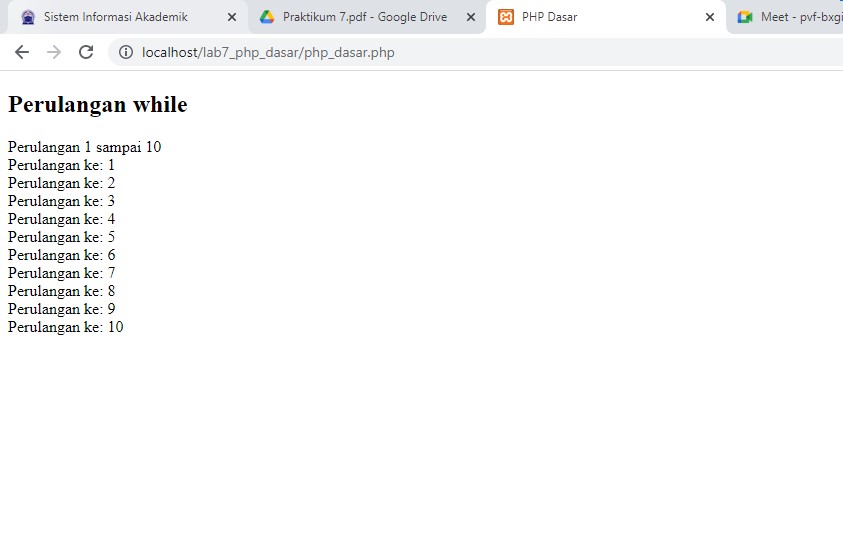 Sistem Informasi Akademik
Praktikum 7.pdf - Google Drive
PHP Dasar
Meet - pvf-bxgi
localhost/lab7_php_dasar/php_dasar.php
Perulangan while
Perulangan 1 sampai 10
Perulangan ke: 1
Perulangan ke: 2
Perulangan ke: 3
Perulangan ke: 4
Perulangan ke: 5
Perulangan ke: 6
Perulangan ke: 7
Perulangan ke: 8
Perulangan ke: 9
Perulangan ke: 10